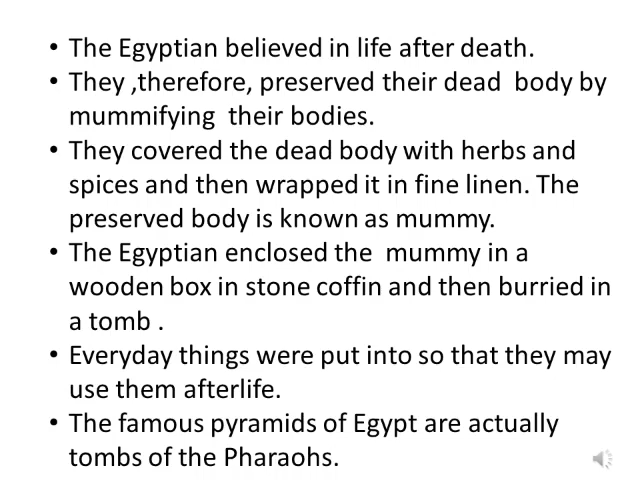 • The Egyptian believed in life after death.
• They ,therefore, preserved their dead  body by
mummifying  their bodies.
• They covered the dead body with herbs and
spices and then wrapped it in fine linen. The
preserved body is known as mummy.
• The Egyptian enclosed the  mummy in a
wooden box in stone coffin and then burried in
a tomb .
• Everyday things were put into so that they may
use them afterlife.
• The famous pyramids of Egypt are actually
tombs of the Pharaohs.